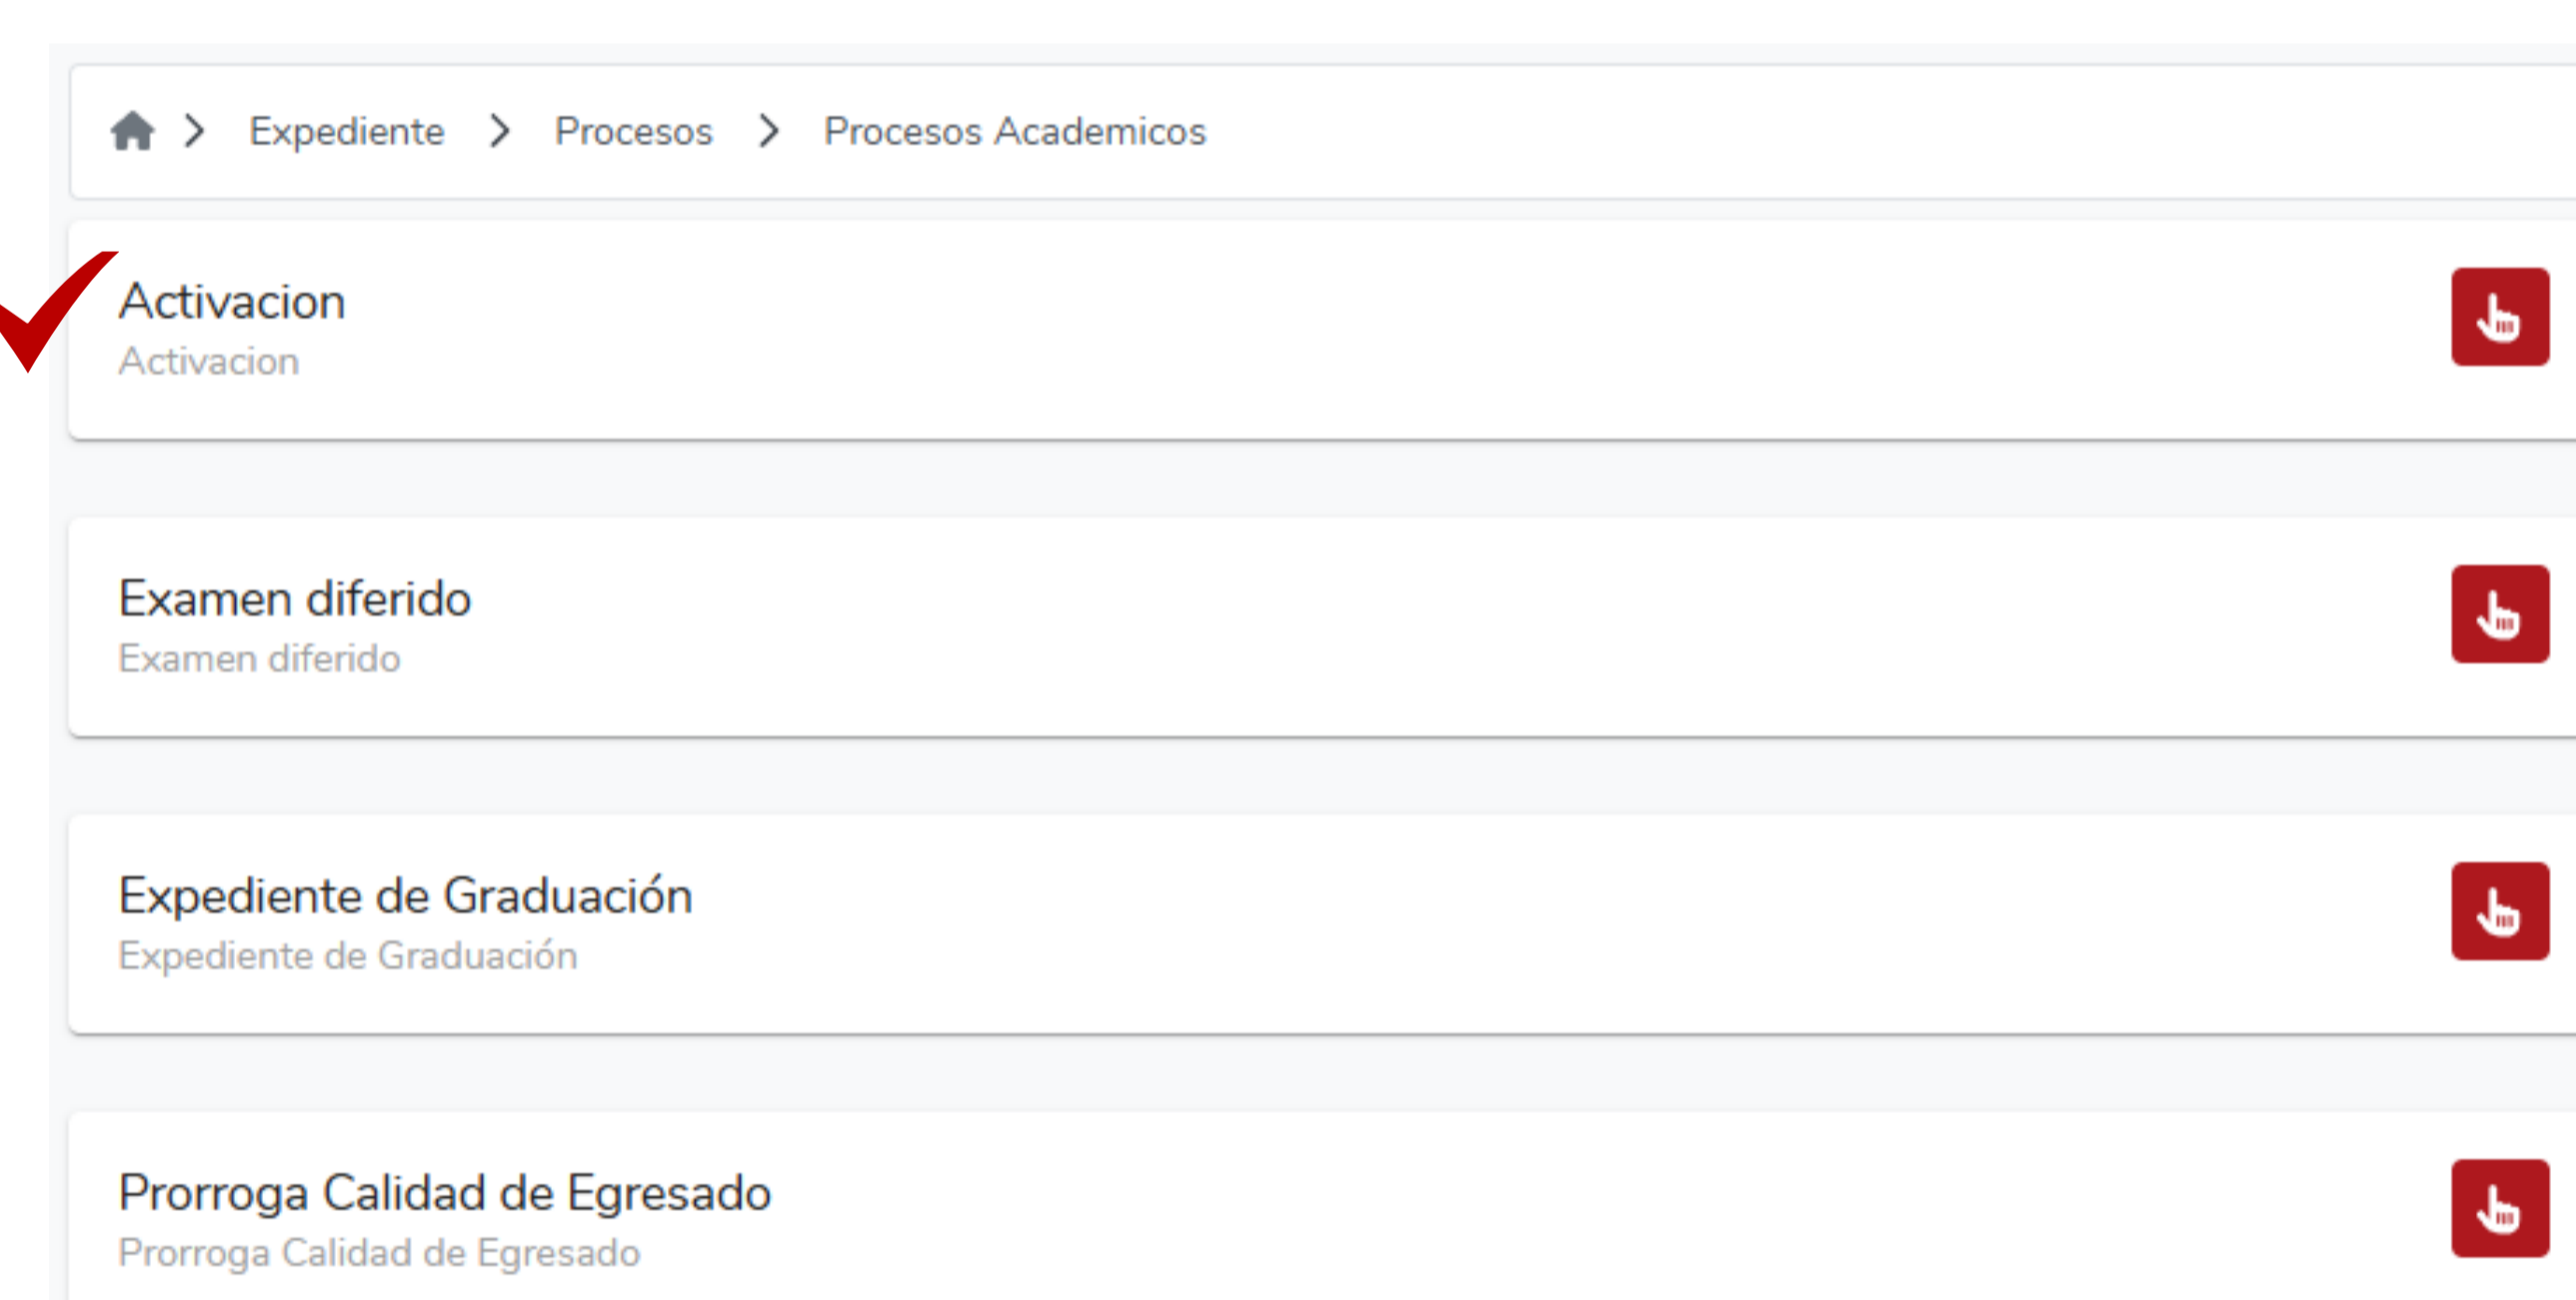 Expediente > Procesos > Procesos Academicos
Activacion
Activacion
Examen diferido
Examen diferido
Expediente de Graduación
Expediente de Graduación
Prorroga Calidad de Egresado
Prorroga Calidad de Egresado